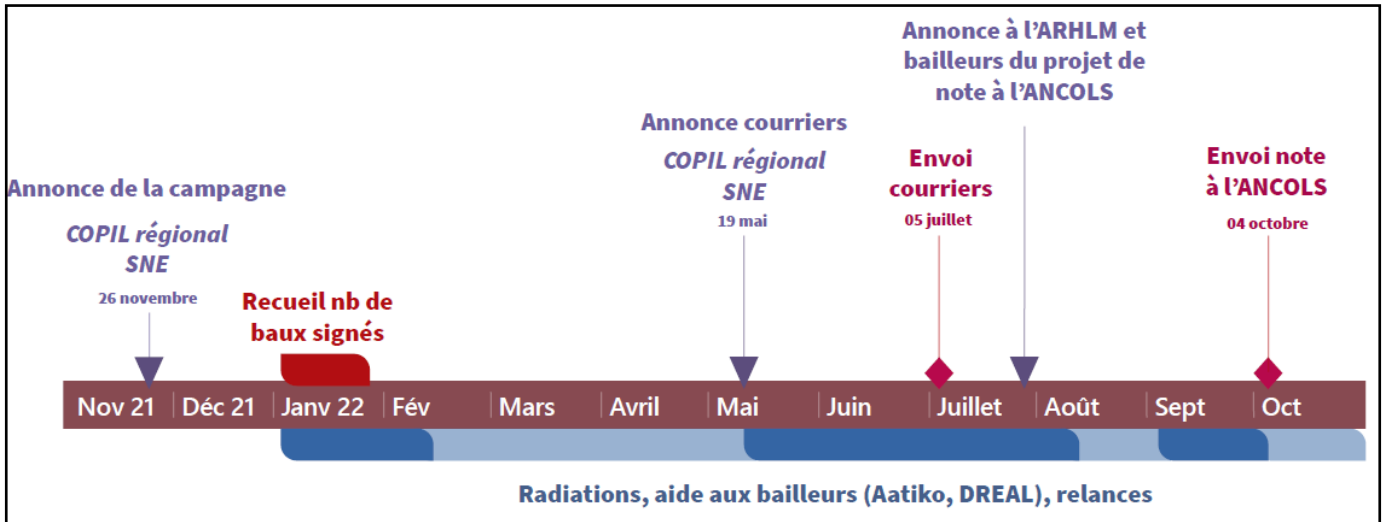 Annonce à l'ARHLM et
bailleurs du projet de
note à l'ANCOLS
Annonce courriers
COPIL régional
SNE
19 mai
Envoi
courriers
05 juillet
Envoi note
à l'ANCOLS
04 octobre
Annonce de la campagne
COPIL régional
SNE
26 novembre
Recueil nb de
baux signés
Nov 21 Déc 21 Janv 22 Fév Mars Avril Mai Juin Juillet Août Sept Oct
Radiations, aide aux bailleurs (Aatiko, DREAL), relances